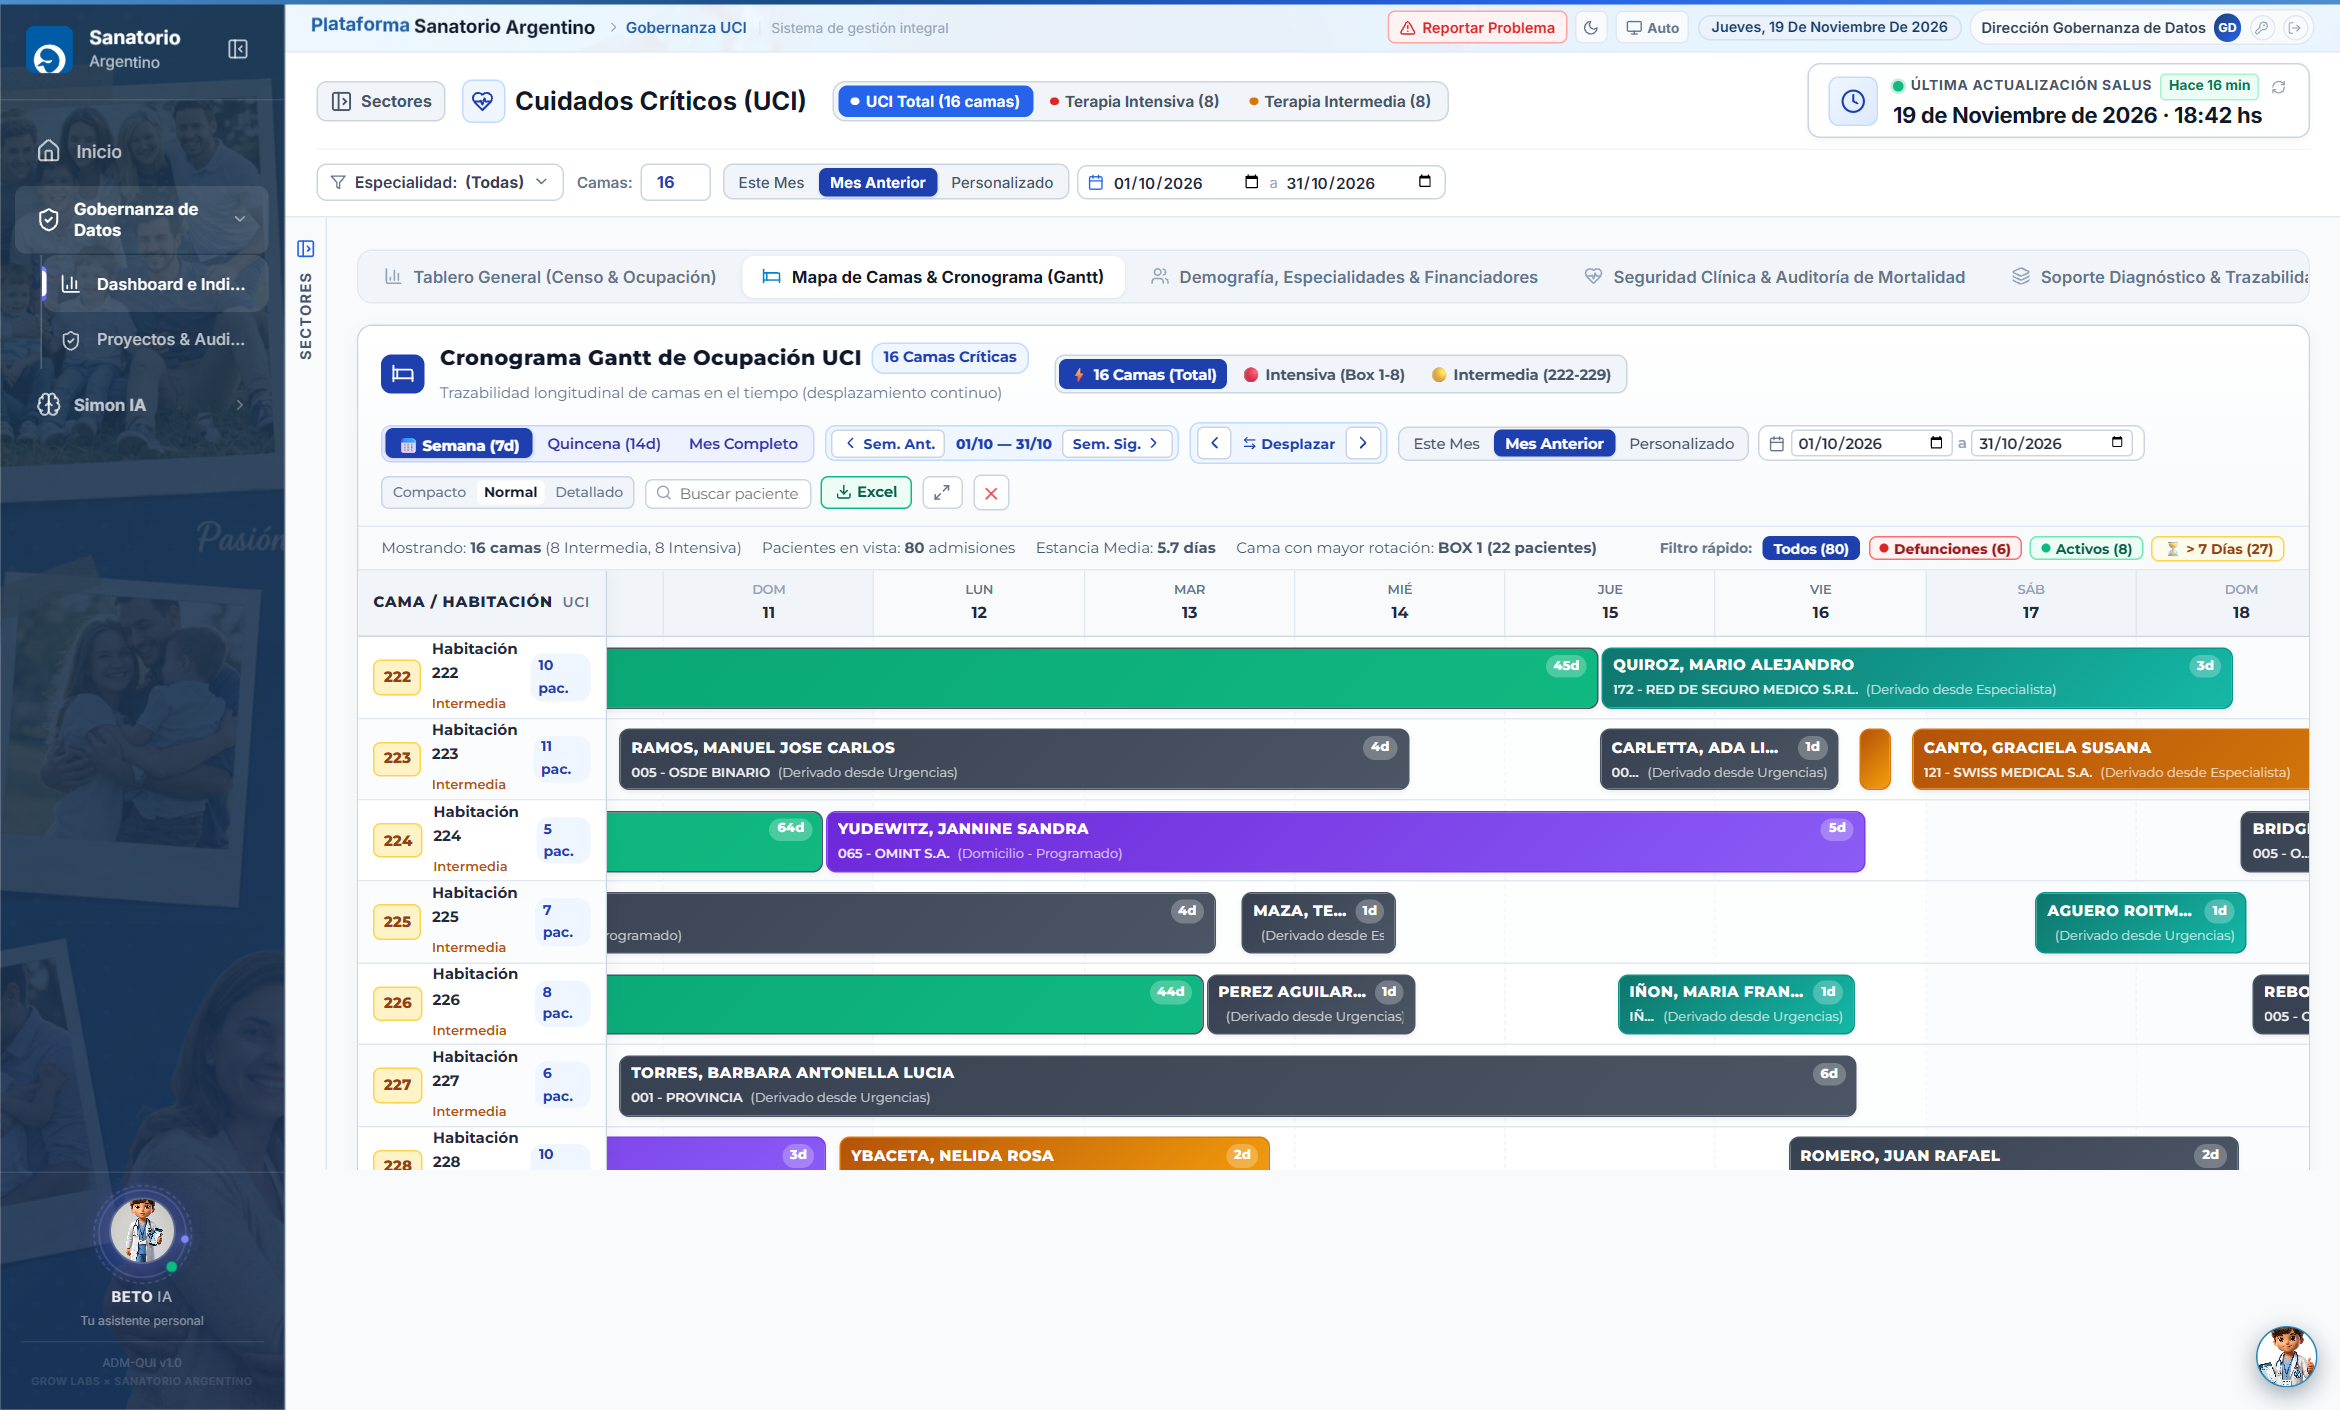 Sanatorio
Argentino
Inicio
Gobernanza de
Datos
Dashboard e Indi...
Proyectos & Audi...
Simon IA
Pasión
BETO IA
Tu asistente personal
ADM-QUI v1.0
GROW LABS × SANATORIO ARGENTINO
Plataforma Sanatorio Argentino > Gobernanza UCI Sistema de gestión integral
Reportar Problema
Auto
Jueves, 19 De Noviembre De 2026
Dirección Gobernanza de Datos GD
Sectores
Cuidados Críticos (UCI)
UCI Total (16 camas) Terapia Intensiva (8) Terapia Intermedia (8)
ÚLTIMA ACTUALIZACIÓN SALUS Hace 16 min
19 de Noviembre de 2026 · 18:42 hs
Especialidad: (Todas) Camas: 16 Este Mes Mes Anterior Personalizado 01/10/2026 a 31/10/2026
SECTORES
Tablero General (Censo & Ocupación) Mapa de Camas & Cronograma (Gantt) Demografía, Especialidades & Financiadores Seguridad Clínica & Auditoría de Mortalidad Soporte Diagnóstico & Trazabilida
Cronograma Gantt de Ocupación UCI 16 Camas Críticas
Trazabilidad longitudinal de camas en el tiempo (desplazamiento continuo)
16 Camas (Total) Intensiva (Box 1-8) Intermedia (222-229)
Semana (7d) Quincena (14d) Mes Completo < Sem. Ant. 01/10 — 31/10 Sem. Sig. > < Desplazar > Este Mes Mes Anterior Personalizado 01/10/2026 a 31/10/2026
Compacto Normal Detallado Buscar paciente Excel
Mostrando: 16 camas (8 Intermedia, 8 Intensiva) Pacientes en vista: 80 admisiones Estancia Media: 5.7 días Cama con mayor rotación: BOX 1 (22 pacientes) Filtro rápido: Todos (80) Defunciones (6) Activos (8) > 7 Días (27)
CAMA / HABITACIÓN UCI
DOM LUN MAR MIÉ JUE VIE SÁB DOM
11 12 13 14 15 16 17 18
222 Habitación 222 Intermedia 10 pac.
45d
QUIROZ, MARIO ALEJANDRO 3d
172 - RED DE SEGURO MEDICO S.R.L. (Derivado desde Especialista)
223 Habitación 223 Intermedia 11 pac.
RAMOS, MANUEL JOSE CARLOS 4d
005 - OSDE BINARIO (Derivado desde Urgencias)
CARLETTA, ADA LI... 1d
00... (Derivado desde Urgencias)
CANTO, GRACIELA SUSANA
121 - SWISS MEDICAL S.A. (Derivado desde Especialista)
224 Habitación 224 Intermedia 5 pac.
64d
YUDEWITZ, JANNINE SANDRA 5d
065 - OMINT S.A. (Domicilio - Programado)
BRIDG
005 - O...
225 Habitación 225 Intermedia 7 pac.
4d
rogramado)
MAZA, TE... 1d
(Derivado desde Es
AGUERO ROITM... 1d
(Derivado desde Urgencias)
226 Habitación 226 Intermedia 8 pac.
44d
PEREZ AGUILAR... 1d
(Derivado desde Urgencias)
IÑON, MARIA FRAN... 1d
IÑ... (Derivado desde Urgencias)
REBO
005 - O
227 Habitación 227 Intermedia 6 pac.
TORRES, BARBARA ANTONELLA LUCIA 6d
001 - PROVINCIA (Derivado desde Urgencias)
228 Habitación 228 10
3d
YBACETA, NELIDA ROSA 2d
ROMERO, JUAN RAFAEL 2d